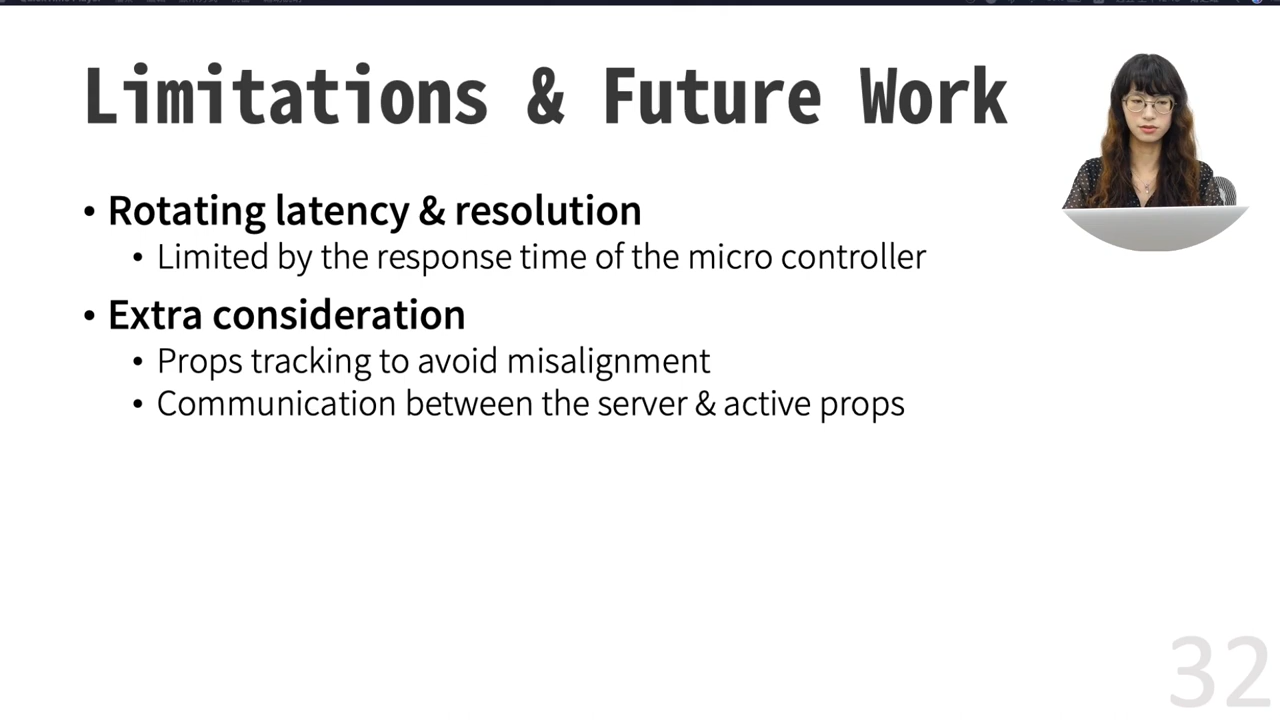 Limitations & Future Work
• Rotating latency & resolution
• Limited by the response time of the micro controller
• Extra consideration
• Props tracking to avoid misalignment
• Communication between the server & active props
32